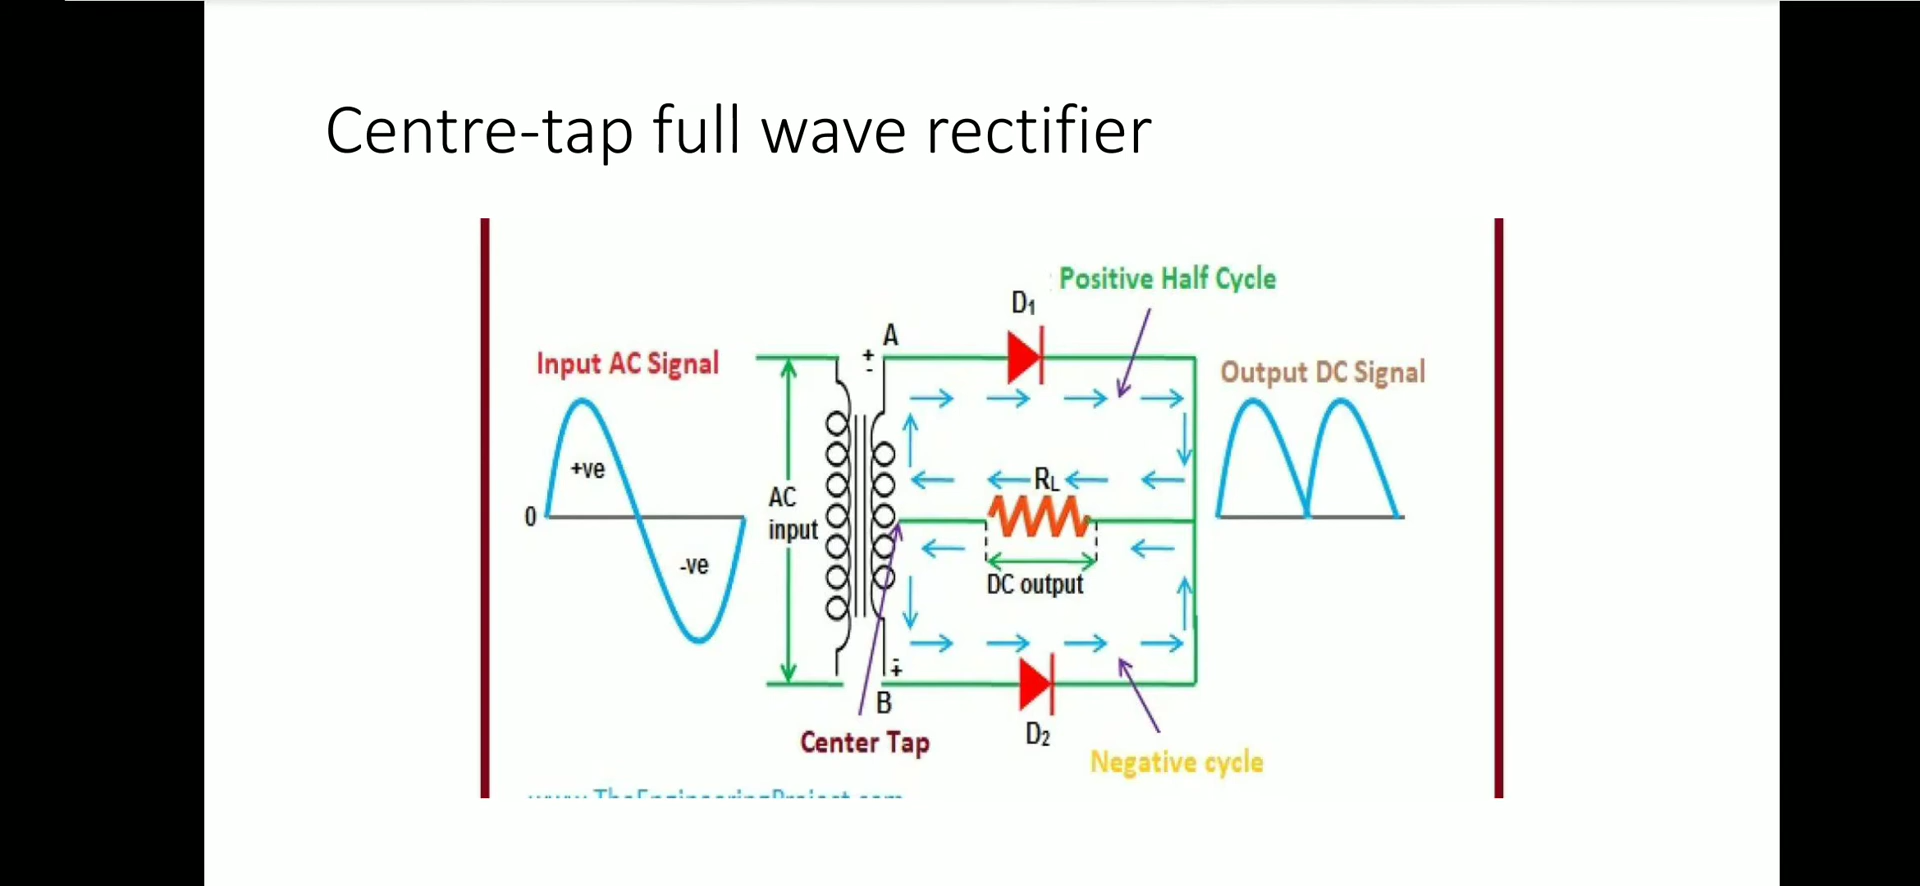 Centre-tap full wave rectifier
Positive Half Cycle
D1
A
Input AC Signal
+
-
Output DC Signal
+ve
RL
AC
input
0
-ve
DC output
-
+
B
D2
Center Tap
Negative cycle